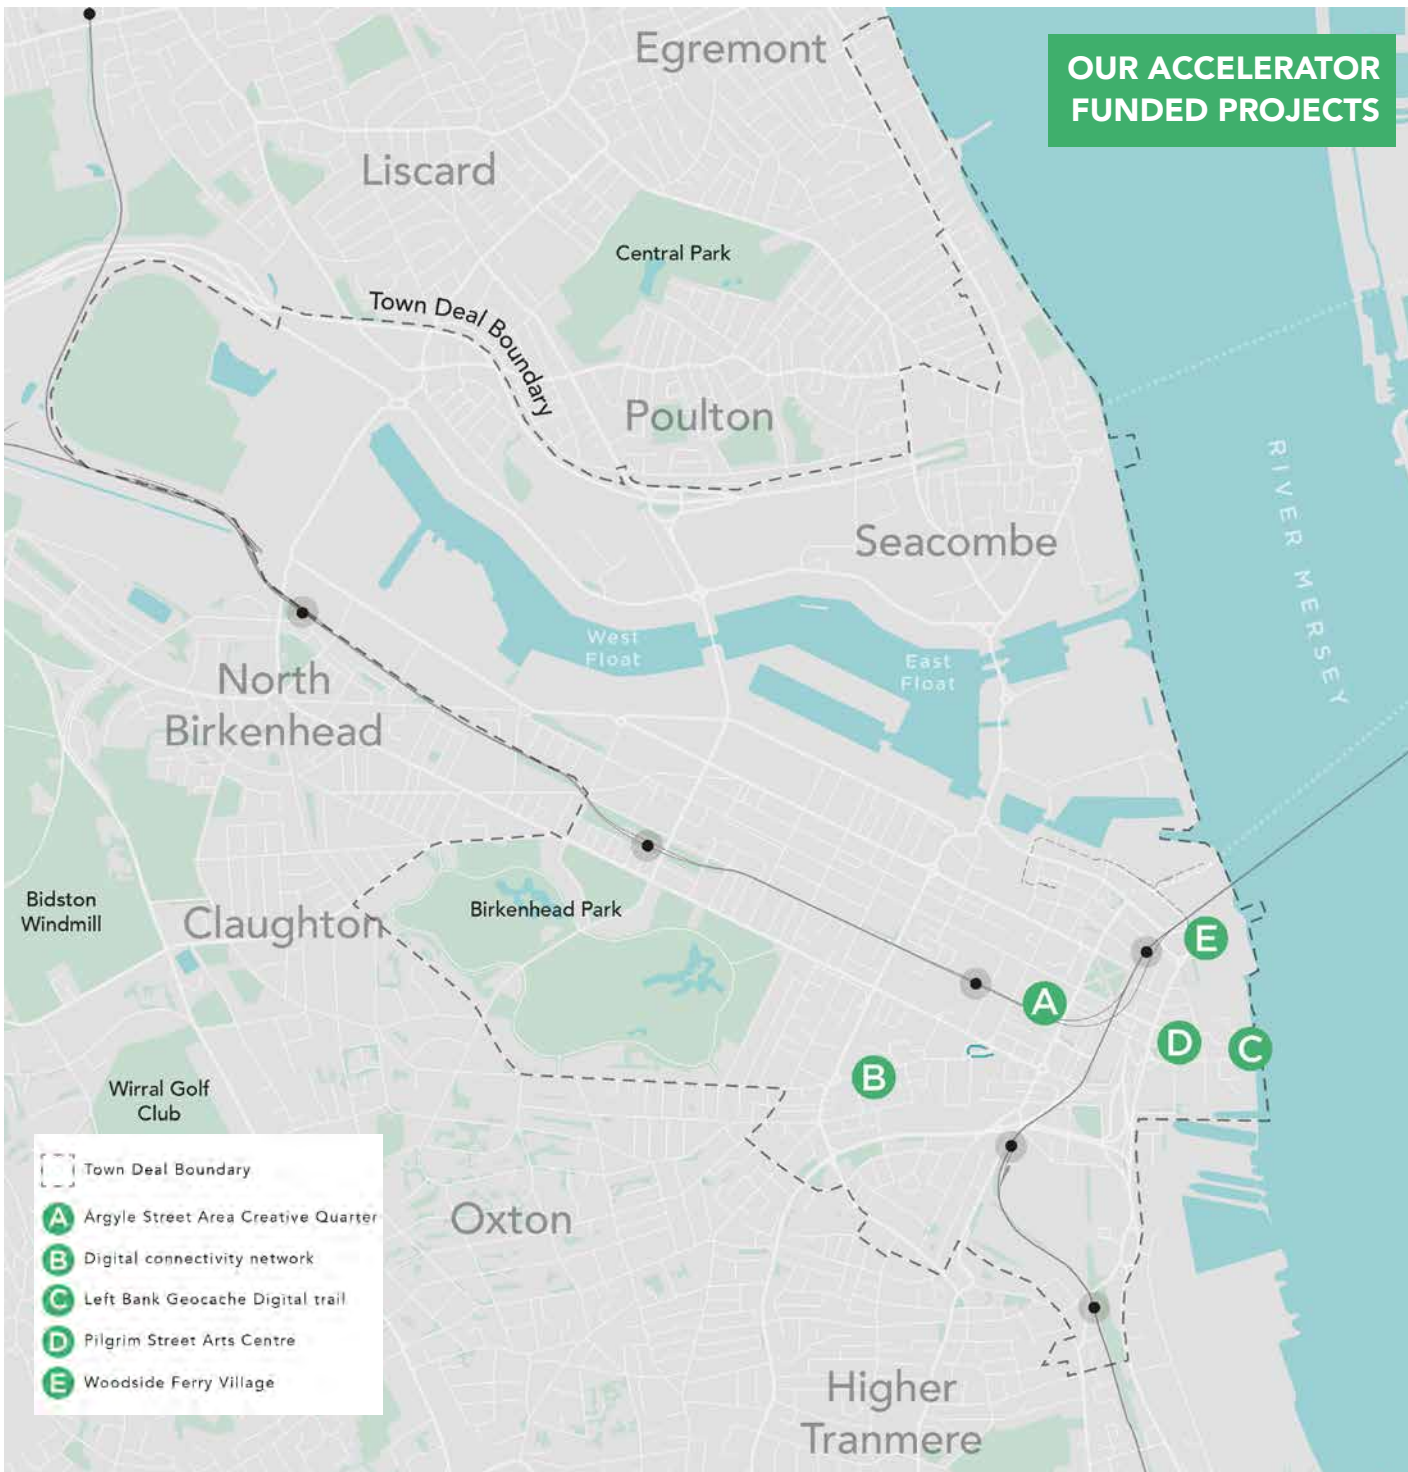 Egremont
OUR ACCELERATOR
FUNDED PROJECTS
Liscard
Central Park
Town Deal Boundary
Poulton
RIVER MERSEY
Seacombe
West
Float
East
Float
North
Birkenhead
Bidston
Windmill
Claughton
Birkenhead Park
E
A
D
C
B
Wirral Golf
Club
Town Deal Boundary
A Argyle Street Area Creative Quarter
B Digital connectivity network
C Left Bank Geocache Digital trail
D Pilgrim Street Arts Centre
E Woodside Ferry Village
Oxton
Higher
Tranmere